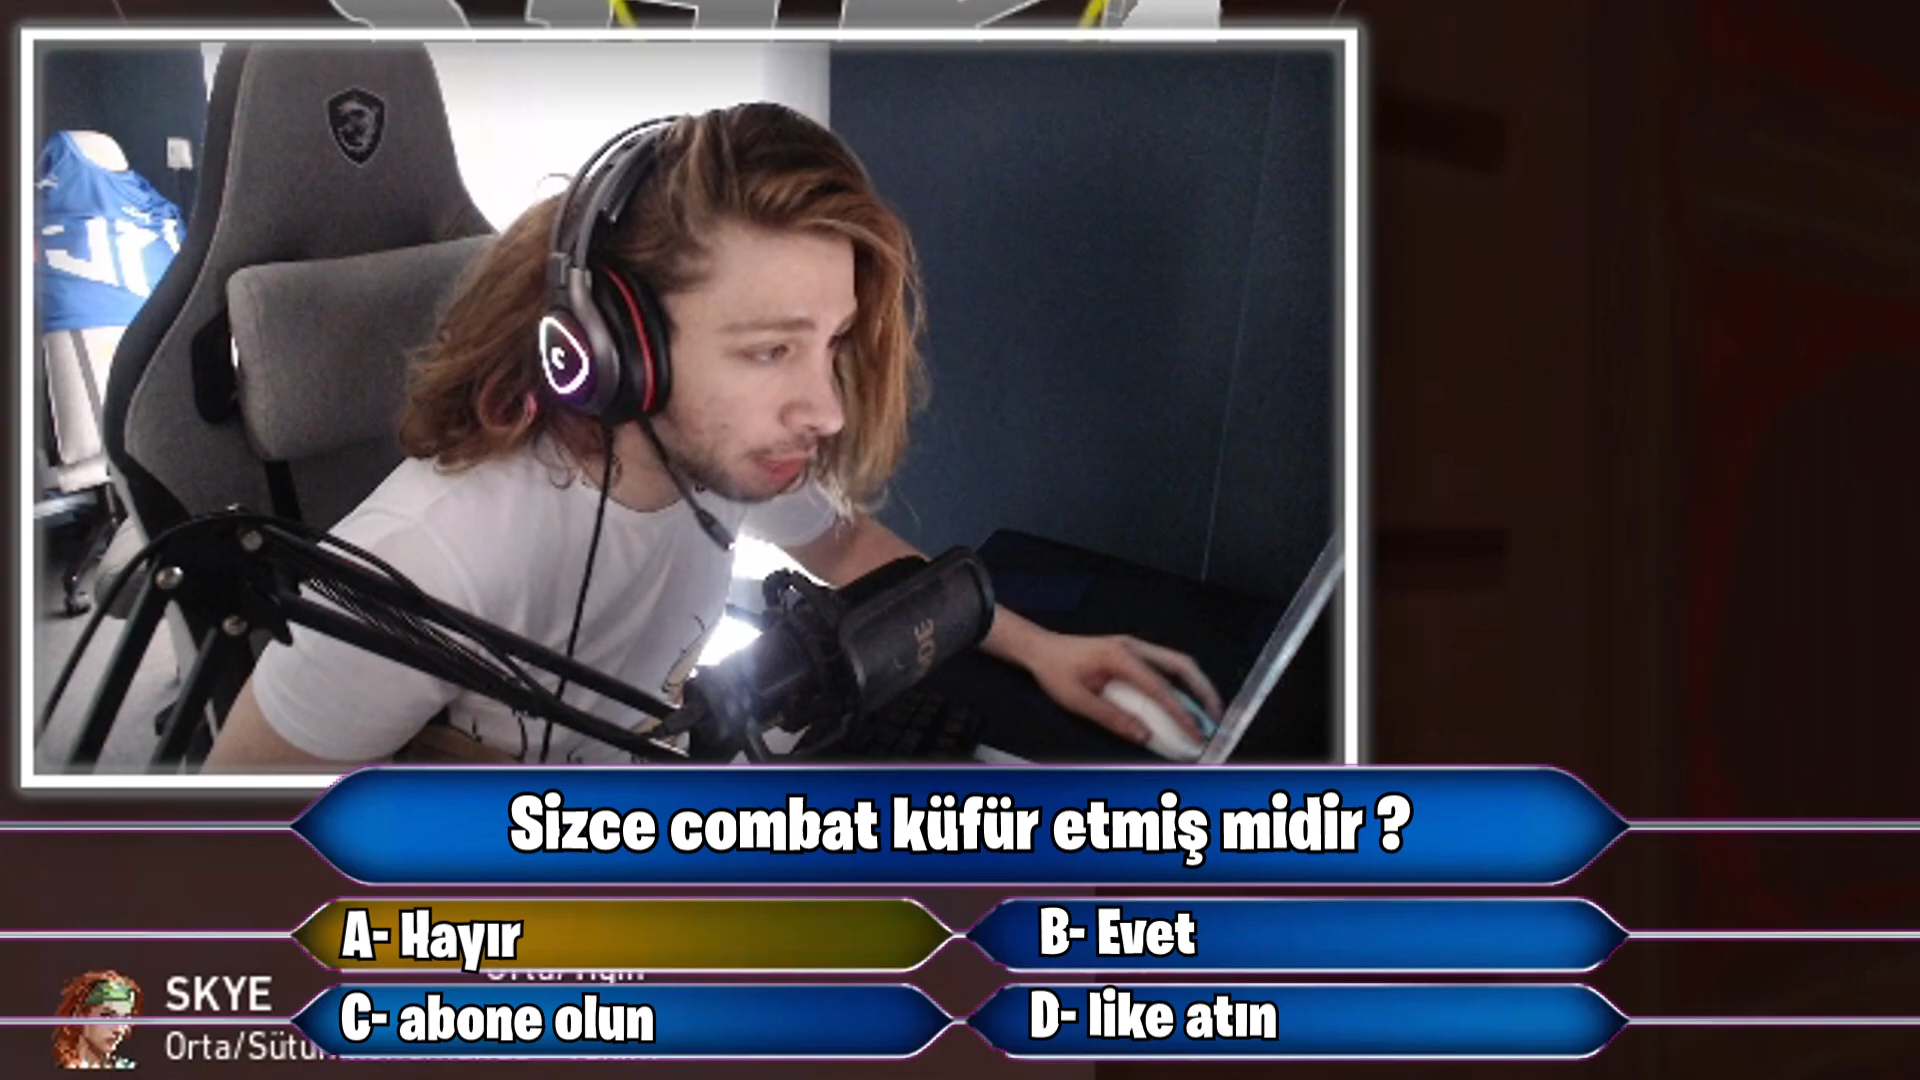 Sizce combat küfür etmiş midir ?
A- Hayır
B- Evet
C- abone olun
D- like atın
SKYE